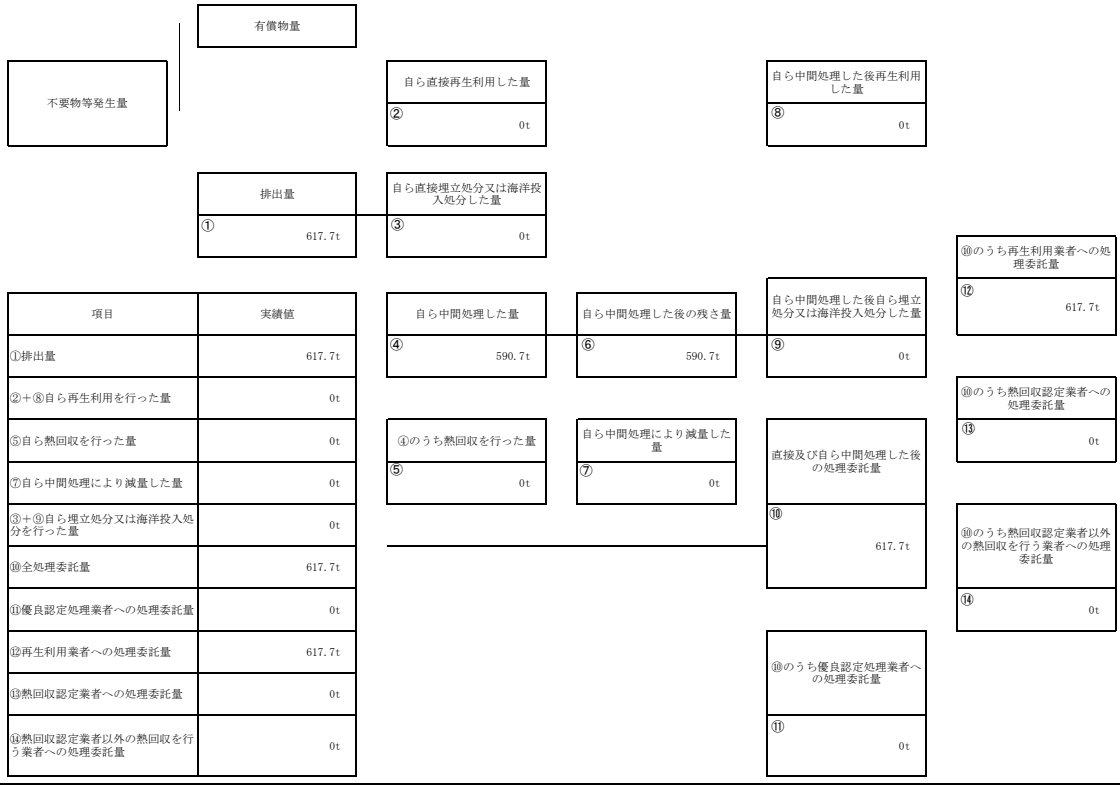 有償物量
不要物等発生量
自ら直接再生利用した量
②
0t
自ら中間処理した後再生利用
した量
⑧
0t
排出量
①
617.7t
自ら直接埋立処分又は海洋投
入処分した量
③
0t
⑩のうち再生利用業者への処
理委託量
⑫
617.7t
項目
実績値
①排出量
617.7t
②+⑧自ら再生利用を行った量
0t
⑤自ら熱回収を行った量
0t
⑦自ら中間処理により減量した量
0t
③+⑨自ら埋立処分又は海洋投入処
分を行った量
0t
⑩全処理委託量
617.7t
⑪優良認定処理業者への処理委託量
0t
⑫再生利用業者への処理委託量
617.7t
⑬熱回収認定業者への処理委託量
0t
⑭熱回収認定業者以外の熱回収を行
う業者への処理委託量
0t
自ら中間処理した量
④
590.7t
自ら中間処理した後の残さ量
⑥
590.7t
自ら中間処理した後自ら埋立
処分又は海洋投入処分した量
⑨
0t
④のうち熱回収を行った量
⑤
0t
自ら中間処理により減量した
量
⑦
0t
直接及び自ら中間処理した後
の処理委託量
⑩
617.7t
⑩のうち熱回収認定業者への
処理委託量
⑬
0t
⑩のうち熱回収認定業者以外
の熱回収を行う業者への処理
委託量
⑭
0t
⑩のうち優良認定処理業者へ
の処理委託量
⑪
0t